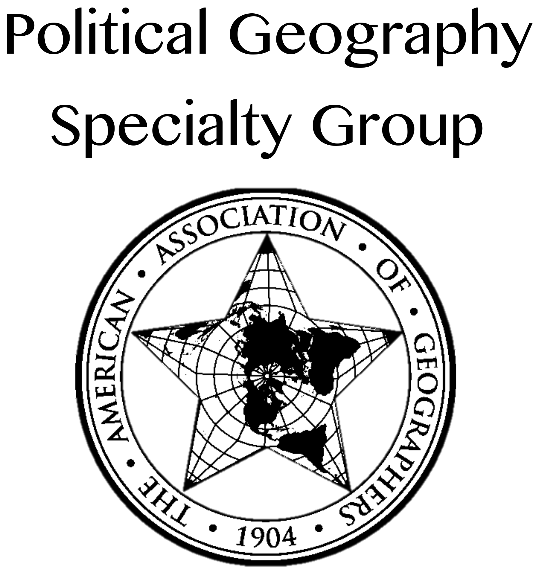 Political Geography
Specialty Group
THE • AMERICAN • ASSOCIATION • OF • GEOGRAPHERS
• 1904 •